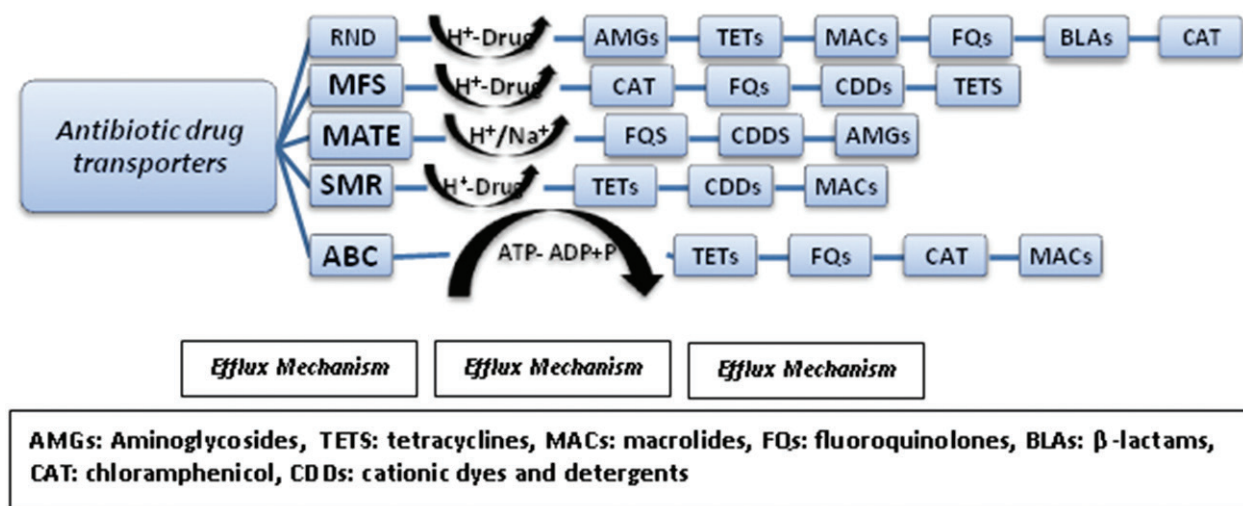 Antibiotic drug
transporters
RND H⁺-Drug AMGs TETs MACs FQs BLAs CAT
MFS H⁺-Drug CAT FQs CDDs TETS
MATE H⁺/Na⁺ FQS CDDS AMGs
SMR H⁺-Drug TETs CDDs MACs
ABC ATP- ADP+P TETs FQs CAT MACs
Efflux Mechanism Efflux Mechanism Efflux Mechanism
AMGs: Aminoglycosides, TETS: tetracyclines, MACs: macrolides, FQs: fluoroquinolones, BLAs: β-lactams,
CAT: chloramphenicol, CDDs: cationic dyes and detergents